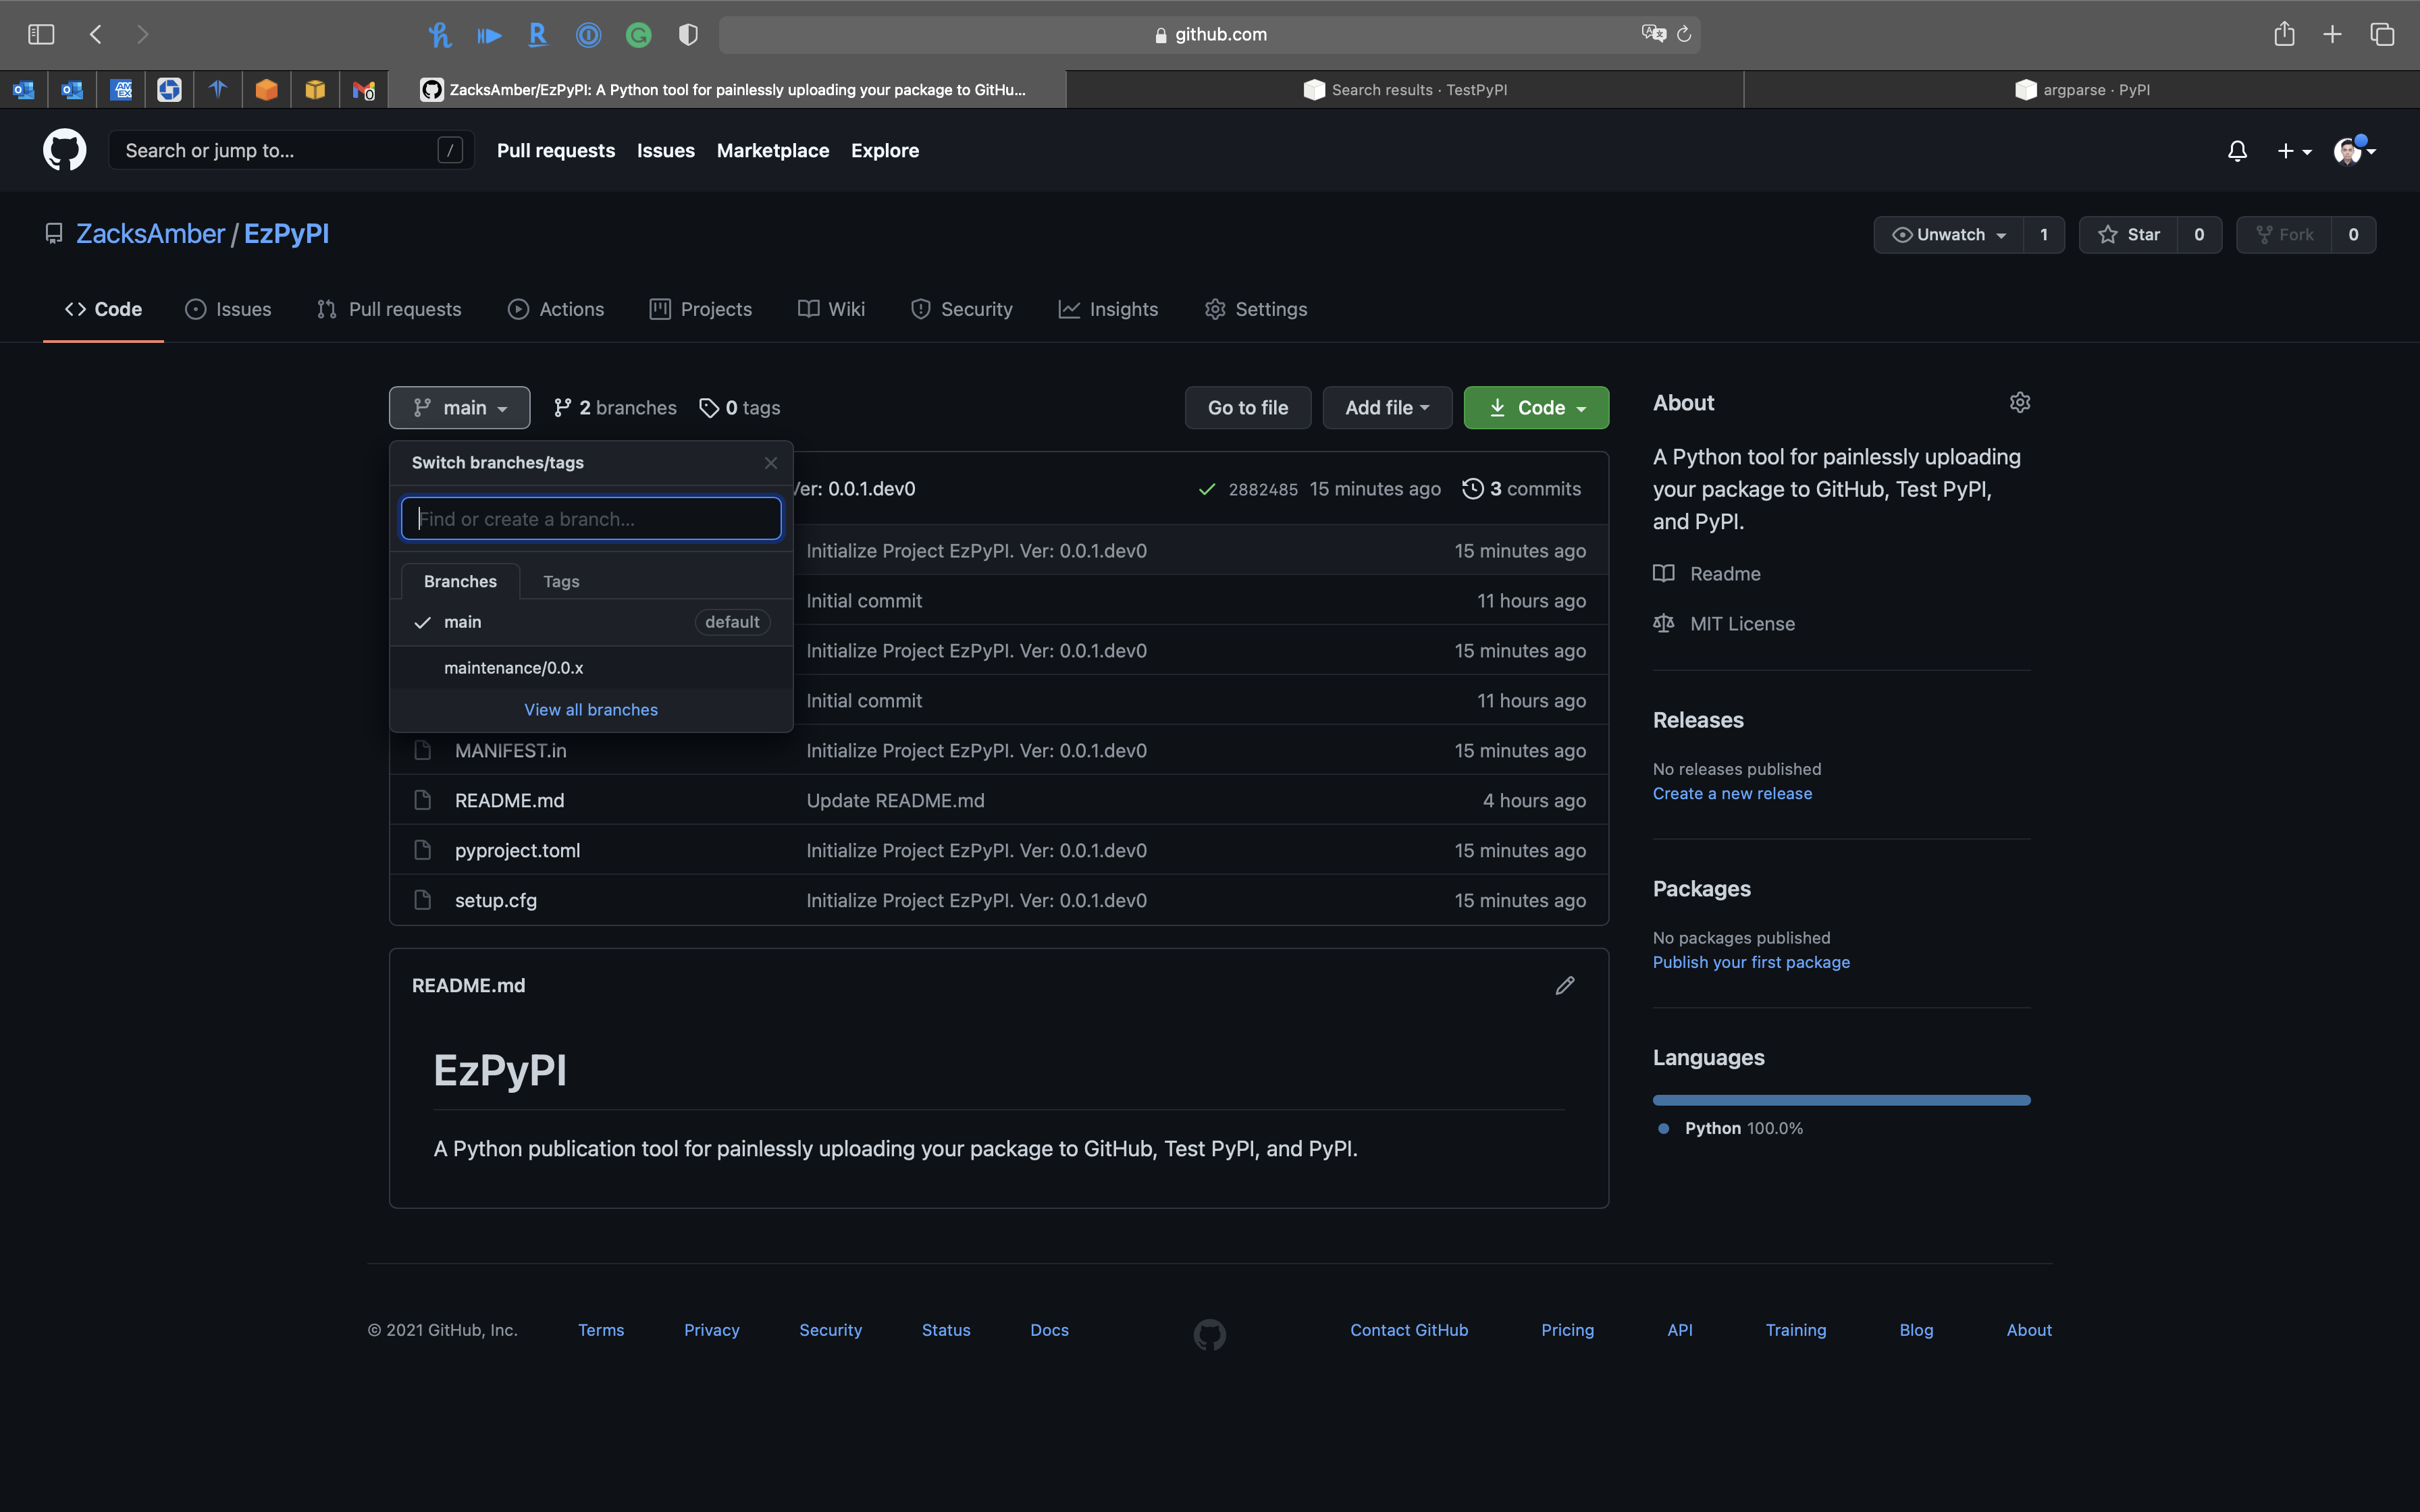 github.com
ZacksAmber/EzPyPI: A Python tool for painlessly uploading your package to GitHu...
Search results · TestPyPI
argparse · PyPI
Search or jump to...
/
Pull requests
Issues
Marketplace
Explore
ZacksAmber / EzPyPI
Unwatch
1
Star
0
Fork
0
Code
Issues
Pull requests
Actions
Projects
Wiki
Security
Insights
Settings
main
2 branches
0 tags
Go to file
Add file
Code
Switch branches/tags
Find or create a branch...
Branches
Tags
main
default
maintenance/0.0.x
View all branches
Ver: 0.0.1.dev0
2882485
15 minutes ago
3 commits
Initialize Project EzPyPI. Ver: 0.0.1.dev0
15 minutes ago
Initial commit
11 hours ago
Initialize Project EzPyPI. Ver: 0.0.1.dev0
15 minutes ago
Initial commit
11 hours ago
MANIFEST.in
Initialize Project EzPyPI. Ver: 0.0.1.dev0
15 minutes ago
README.md
Update README.md
4 hours ago
pyproject.toml
Initialize Project EzPyPI. Ver: 0.0.1.dev0
15 minutes ago
setup.cfg
Initialize Project EzPyPI. Ver: 0.0.1.dev0
15 minutes ago
README.md
EzPyPI
A Python publication tool for painlessly uploading your package to GitHub, Test PyPI, and PyPI.
About
A Python tool for painlessly uploading
your package to GitHub, Test PyPI,
and PyPI.
Readme
MIT License
Releases
No releases published
Create a new release
Packages
No packages published
Publish your first package
Languages
Python 100.0%
© 2021 GitHub, Inc.
Terms
Privacy
Security
Status
Docs
Contact GitHub
Pricing
API
Training
Blog
About